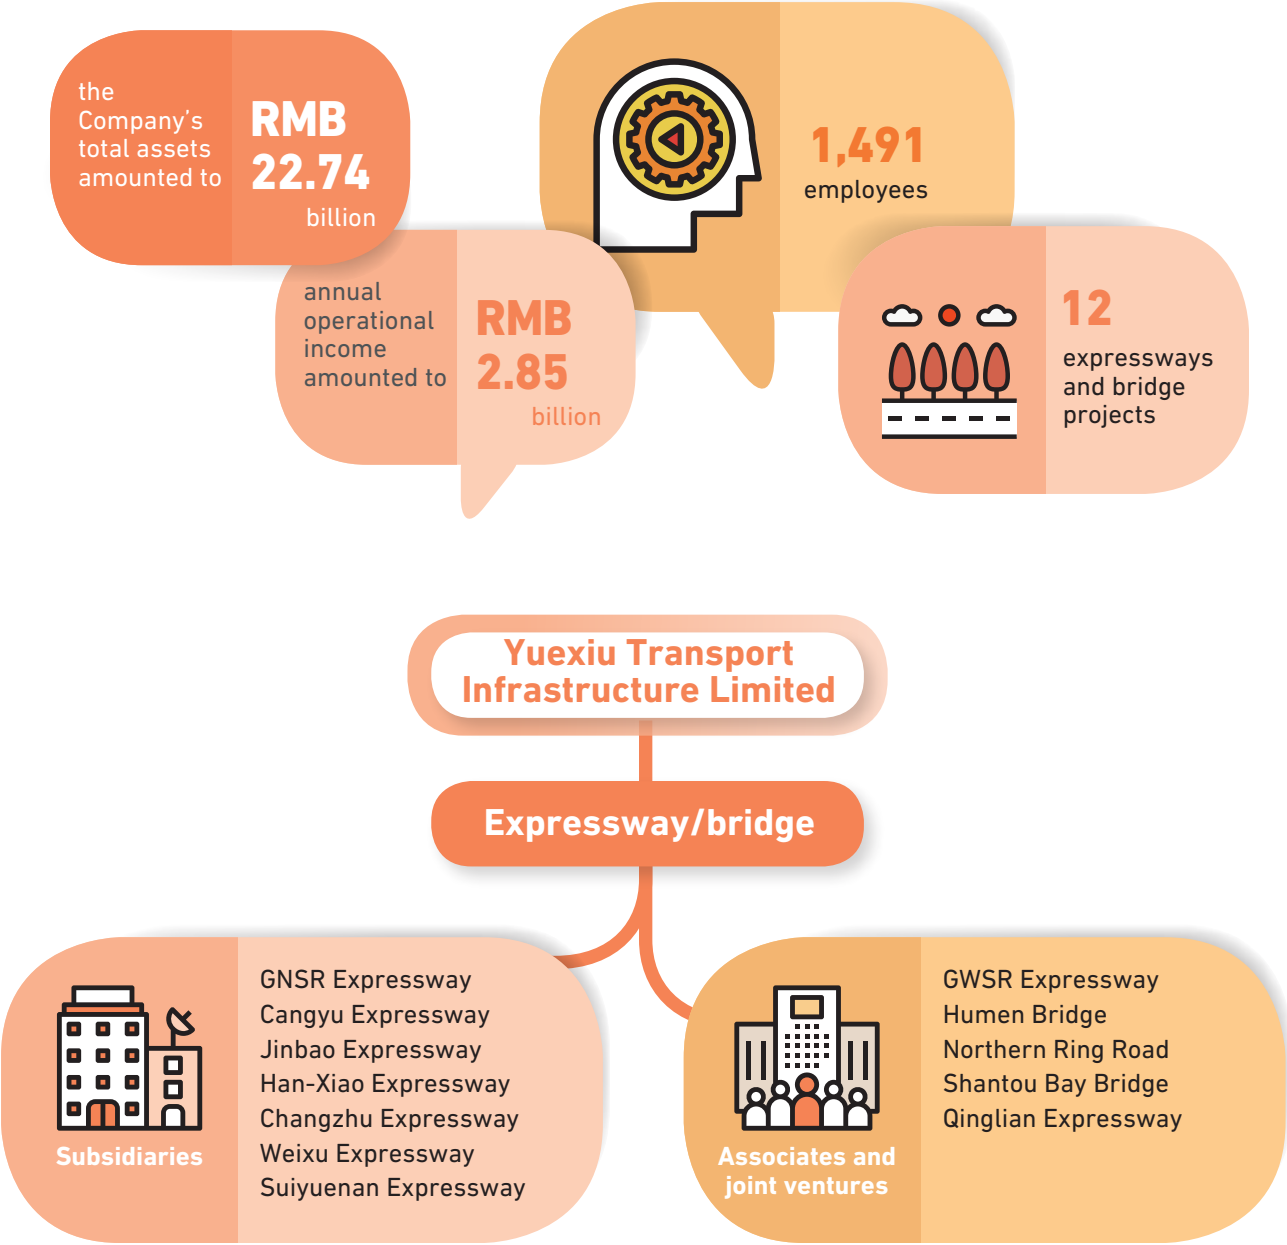 the
Company's
total assets
amounted to
RMB
22.74
billion
annual
operational
income
amounted to
RMB
2.85
billion
1,491
employees
12
expressways
and bridge
projects
Yuexiu Transport
Infrastructure Limited
Expressway/bridge
Subsidiaries
GNSR Expressway
Cangyu Expressway
Jinbao Expressway
Han-Xiao Expressway
Changzhu Expressway
Weixu Expressway
Suiyuenan Expressway
Associates and
joint ventures
GWSR Expressway
Humen Bridge
Northern Ring Road
Shantou Bay Bridge
Qinglian Expressway